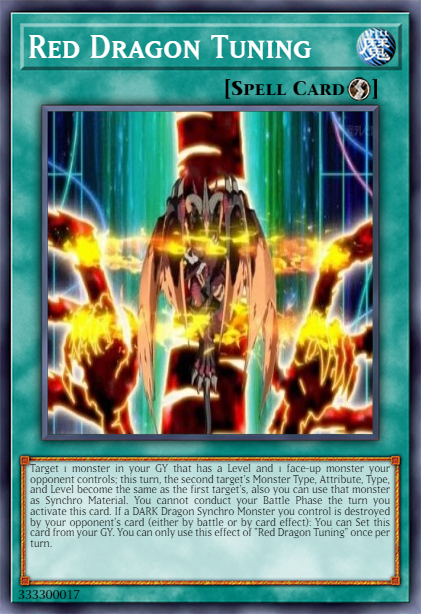 RED DRAGON TUNING
魔
[SPELL CARD]
Target 1 monster in your GY that has a Level and 1 face-up monster your
opponent controls; this turn, the second target's Monster Type, Attribute, Type,
and Level become the same as the first target's, also you can use that monster
as Synchro Material. You cannot conduct your Battle Phase the turn you
activate this card. If a DARK Dragon Synchro Monster you control is destroyed
by your opponent's card (either by battle or by card effect): You can Set this
card from your GY. You can only use this effect of "Red Dragon Tuning" once per
turn.
333300017